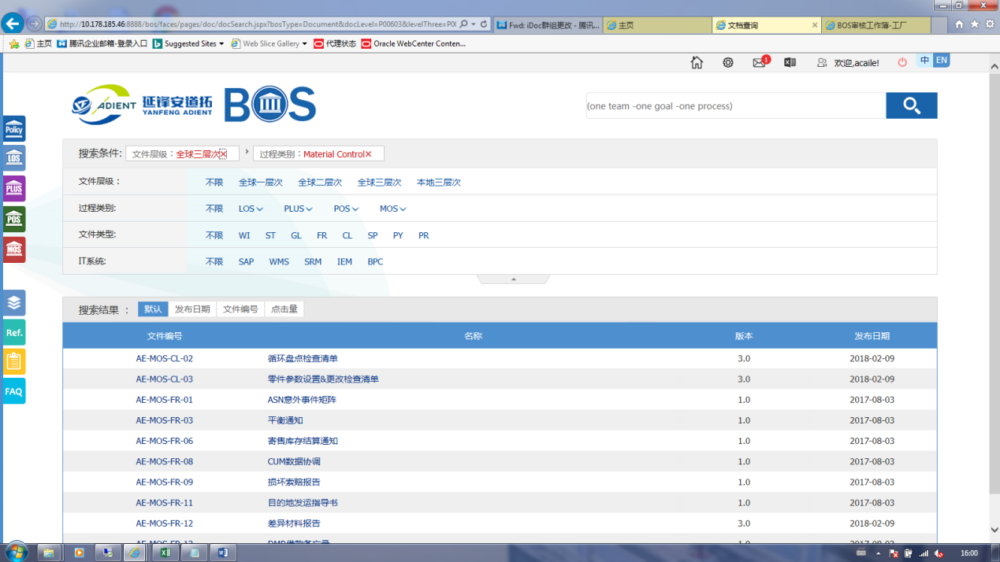 http://10.178.185.46:8888/bos/faces/pages/doc/docSearch.jspx?bosType=Document&docLevel=P00603&levelThree=P0
Fwd: iDoc群组更改 - 腾讯...
主页
文档查询
BOS审核工作簿-工厂
主页
腾讯企业邮箱-登录入口
Suggested Sites
Web Slice Gallery
代理状态
Oracle WebCenter Conten...
1
欢迎,acaile!
中
EN
ADIENT
延锋安道拓
YANFENG ADIENT
BOS
(one team -one goal -one process)
Policy
LOS
PLUS
POS
MOS
Ref.
FAQ
搜索条件:
文件层级：全球三层次
过程类别：Material Control
文件层级： 不限 全球一层次 全球二层次 全球三层次 本地三层次
过程类别: 不限 LOS PLUS POS MOS
文件类型: 不限 WI ST GL FR CL SP PY PR
IT系统: 不限 SAP WMS SRM IEM BPC
搜索结果 ： 默认 发布日期 文件编号 点击量
文件编号 名称 版本 发布日期
AE-MOS-CL-02 循环盘点检查清单 3.0 2018-02-09
AE-MOS-CL-03 零件参数设置&更改检查清单 3.0 2018-02-09
AE-MOS-FR-01 ASN意外事件矩阵 1.0 2017-08-03
AE-MOS-FR-03 平衡通知 1.0 2017-08-03
AE-MOS-FR-06 寄售库存结算通知 1.0 2017-08-03
AE-MOS-FR-08 CUM数据协调 1.0 2017-08-03
AE-MOS-FR-09 损坏索赔报告 1.0 2017-08-03
AE-MOS-FR-11 目的地发运指导书 1.0 2017-08-03
AE-MOS-FR-12 差异材料报告 3.0 2018-02-09
16:00